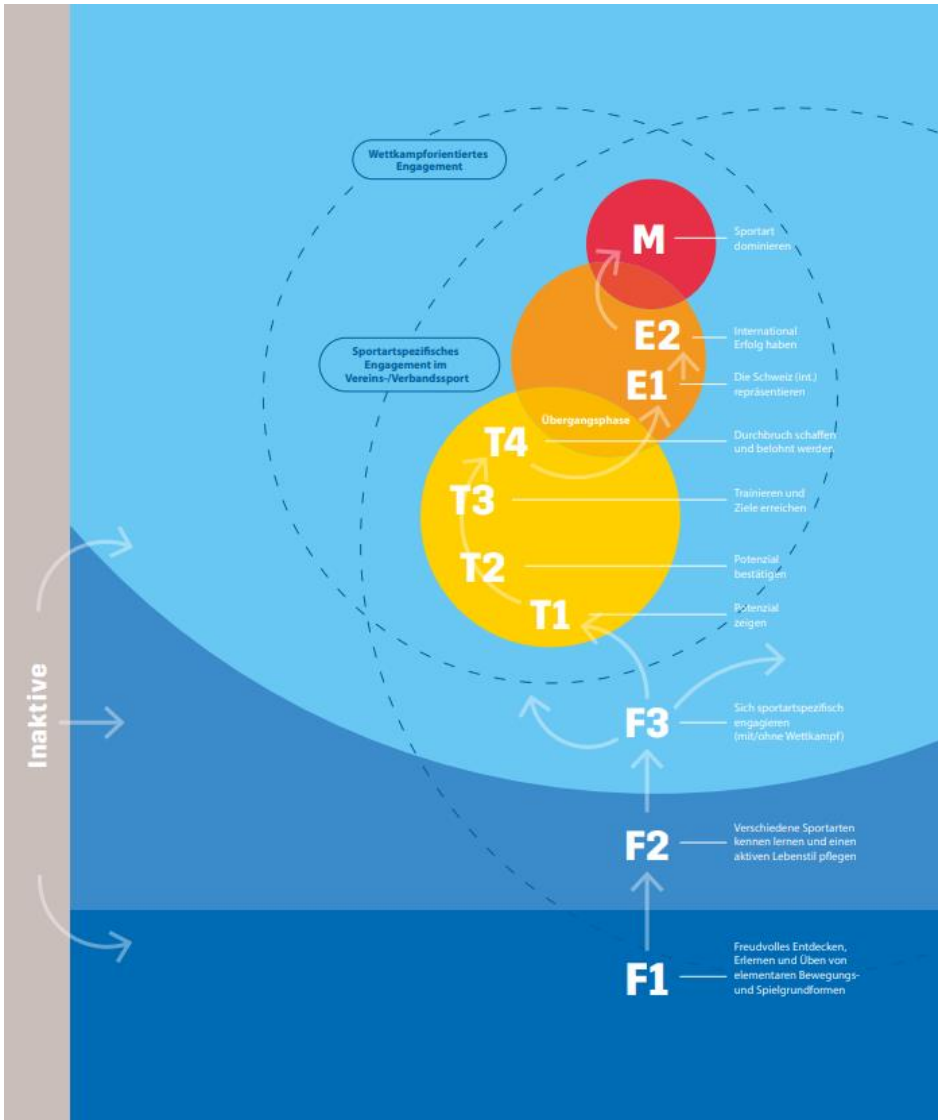 Wettkampforientiertes
Engagement
M
Sportart
dominieren
E2
International
Erfolg haben
Sportartspezifisches
Engagement im
Vereins-/Verbandssport
E1
Die Schweiz (int.)
repräsentieren
Übergangsphase
T4
Durchbruch schaffen
und belohnt werden
T3
Trainieren und
Ziele erreichen
T2
Potenzial
bestätigen
T1
Potenzial
zeigen
Inaktive
F3
Sich sportartspezifisch
engagieren
(mit/ohne Wettkampf)
F2
Verschiedene Sportarten
kennen lernen und einen
aktiven Lebenstil pflegen
F1
Freudvolles Entdecken,
Erlernen und Üben von
elementaren Bewegungs-
und Spielgrundformen